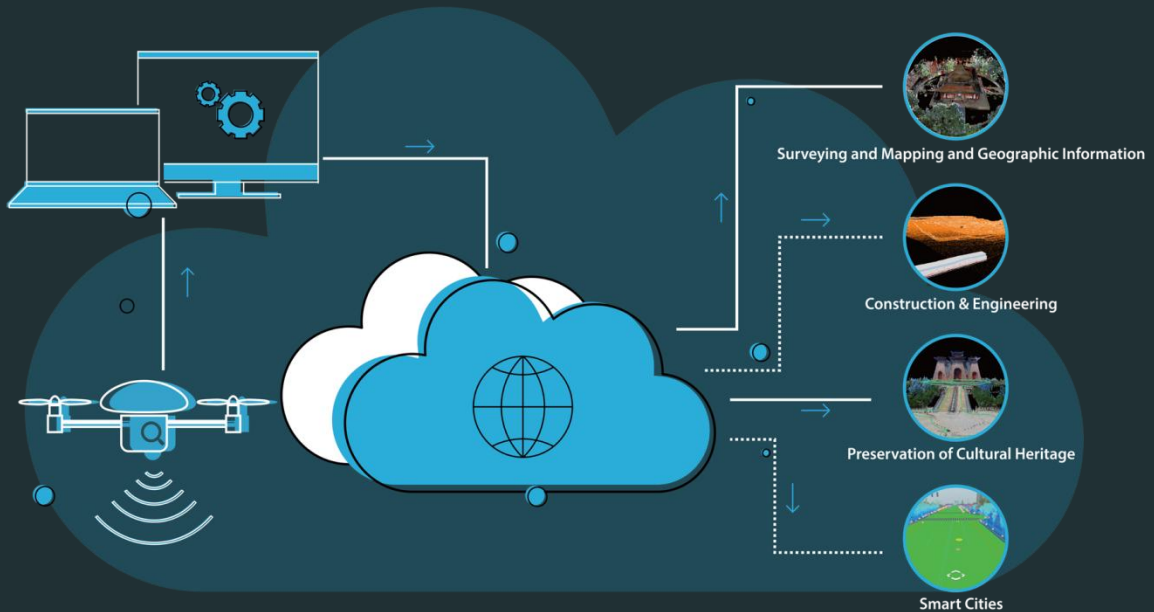 Surveying and Mapping and Geographic Information
Construction & Engineering
Preservation of Cultural Heritage
Smart Cities